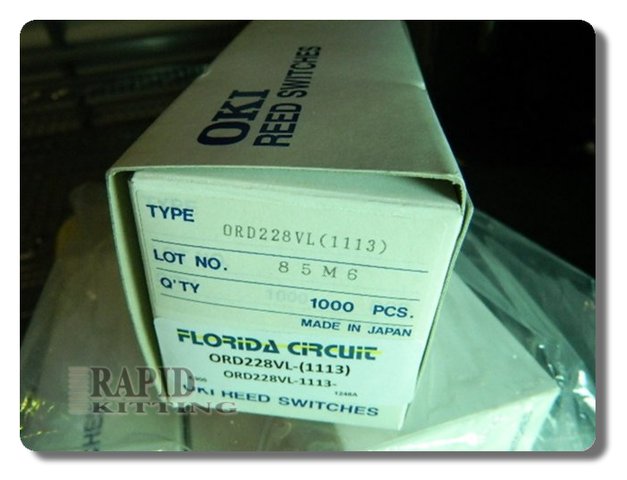 OKI
REED SWITCHES
TYPE ORD228VL(1113)
LOT NO. 85M6
Q'TY 1000 PCS.
MADE IN JAPAN
FLORIDA CIRCUIT
ORD228VL-(1113)
ORD228VL-1113-
1248A
OKI REED SWITCHES
RAPID
KITTING